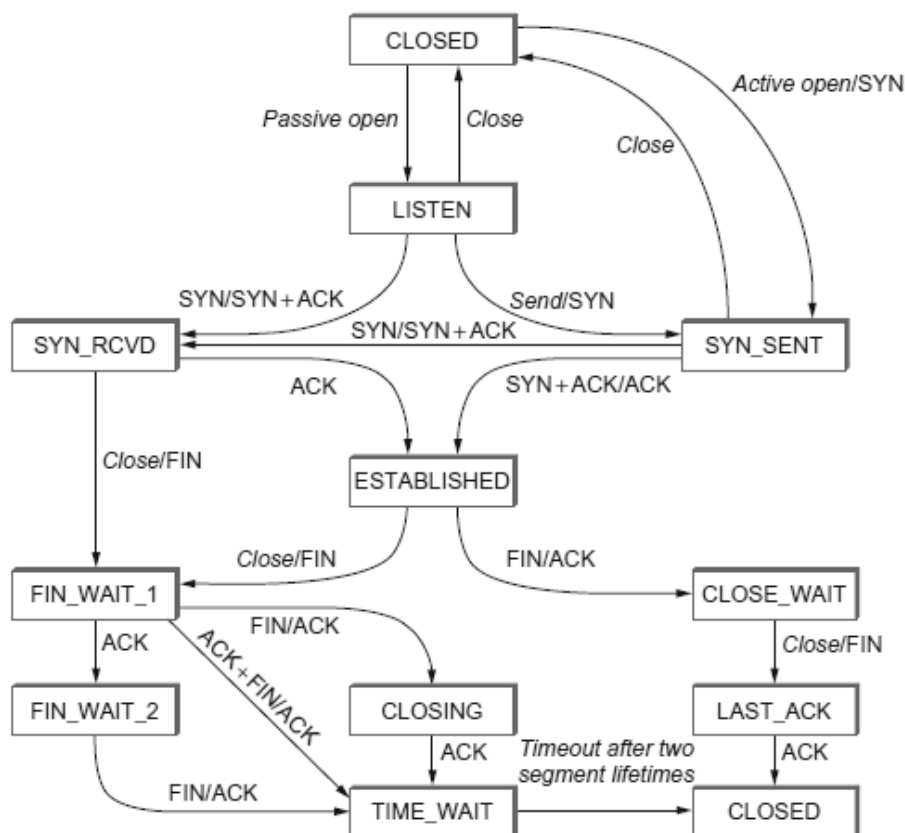 CLOSED
Active open/SYN
Passive open
Close
Close
LISTEN
SYN/SYN + ACK
Send/SYN
SYN/SYN + ACK
SYN_RCVD
SYN_SENT
ACK
SYN + ACK/ACK
Close/FIN
ESTABLISHED
Close/FIN
FIN/ACK
FIN_WAIT_1
CLOSE_WAIT
FIN/ACK
ACK
ACK + FIN/ACK
Close/FIN
FIN_WAIT_2
CLOSING
LAST_ACK
ACK
Timeout after two
segment lifetimes
ACK
FIN/ACK
TIME_WAIT
CLOSED